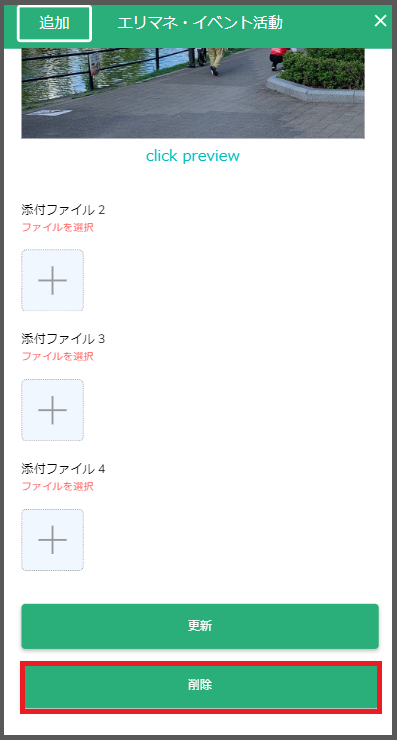 追加
エリマネ・イベント活動
click preview
添付ファイル 2
ファイルを選択
添付ファイル 3
ファイルを選択
添付ファイル 4
ファイルを選択
更新
削除